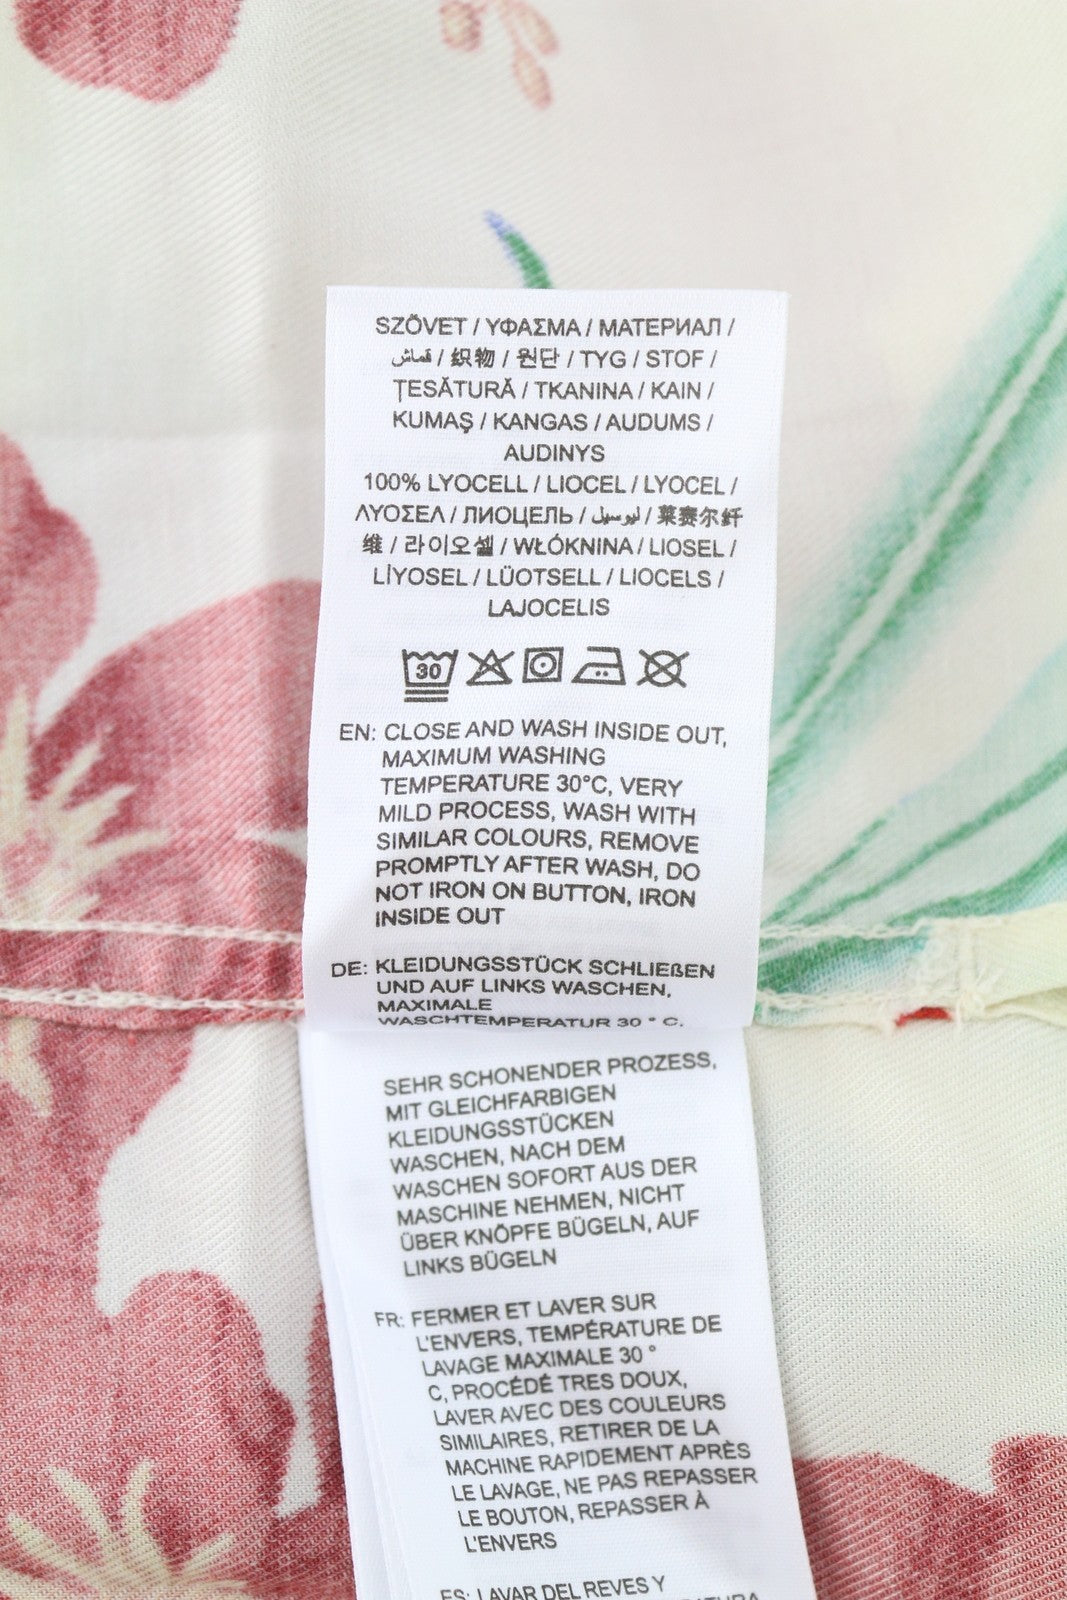 SZÖVET / ΥΦΑΣΜΑ / МАТЕРИАЛ /
قماش / 织物 / 원단 / TYG / STOF /
ȚESĂTURĂ / TKANINA / KAIN /
KUMAŞ / KANGAS / AUDUMS /
AUDINYS
100% LYOCELL / LIOCEL / LYOCEL /
ΛΥΟΣΕΛ / ЛИОЦЕЛЬ / ليوسيل / 莱赛尔纤
维 / 라이오셀 / WŁÓKNINA / LIOSEL /
LİYOSEL / LÜOTSELL / LIOCELS /
LAJOCELIS
30
EN: CLOSE AND WASH INSIDE OUT,
MAXIMUM WASHING
TEMPERATURE 30°C, VERY
MILD PROCESS, WASH WITH
SIMILAR COLOURS, REMOVE
PROMPTLY AFTER WASH, DO
NOT IRON ON BUTTON, IRON
INSIDE OUT
DE: KLEIDUNGSSTÜCK SCHLIEßEN
UND AUF LINKS WASCHEN,
MAXIMALE
WASCHTEMPERATUR 30 ° C,
SEHR SCHONENDER PROZESS,
MIT GLEICHFARBIGEN
KLEIDUNGSSTÜCKEN
WASCHEN, NACH DEM
WASCHEN SOFORT AUS DER
MASCHINE NEHMEN, NICHT
ÜBER KNÖPFE BÜGELN, AUF
LINKS BÜGELN
FR: FERMER ET LAVER SUR
L'ENVERS, TEMPÉRATURE DE
LAVAGE MAXIMALE 30 °
C, PROCÉDÉ TRES DOUX,
LAVER AVEC DES COULEURS
SIMILAIRES, RETIRER DE LA
MACHINE RAPIDEMENT APRÈS
LE LAVAGE, NE PAS REPASSER
LE BOUTON, REPASSER À
L'ENVERS
ES: LAVAR DEL REVES Y